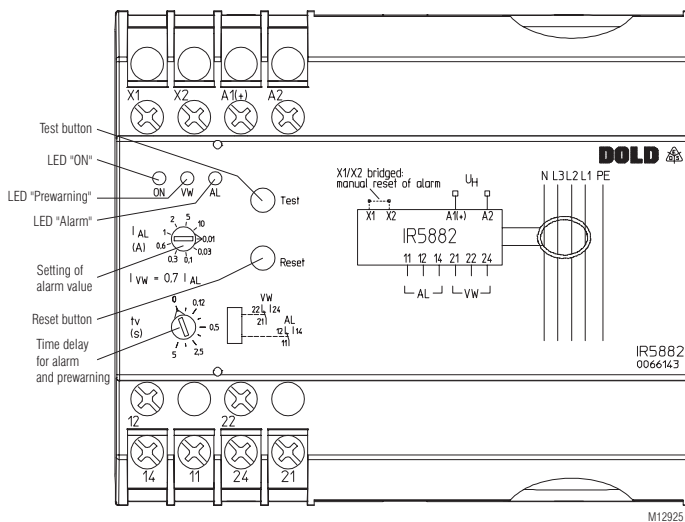 X1 X2 A1(+) A2
Test button
LED "ON"
LED "Prewarning"
LED "Alarm"
Setting of
alarm value
Reset button
Time delay
for alarm
and prewarning
ON VW AL
Test
Reset
I AL
(A)
0.01
0.03
0.1
0.3
0.6
1
2
5
10
I VW = 0.7 I AL
tv
(s)
0
0.12
0.5
2.5
5
VW
22 24
21
AL
12 14
11
DOLD
X1/X2 bridged:
manual reset of alarm
UH
X1 X2 A1(+) A2
IR5882
11 12 14 21 22 24
AL VW
N L3 L2 L1 PE
IR5882
0066143
12 22
14 11 24 21
M12925